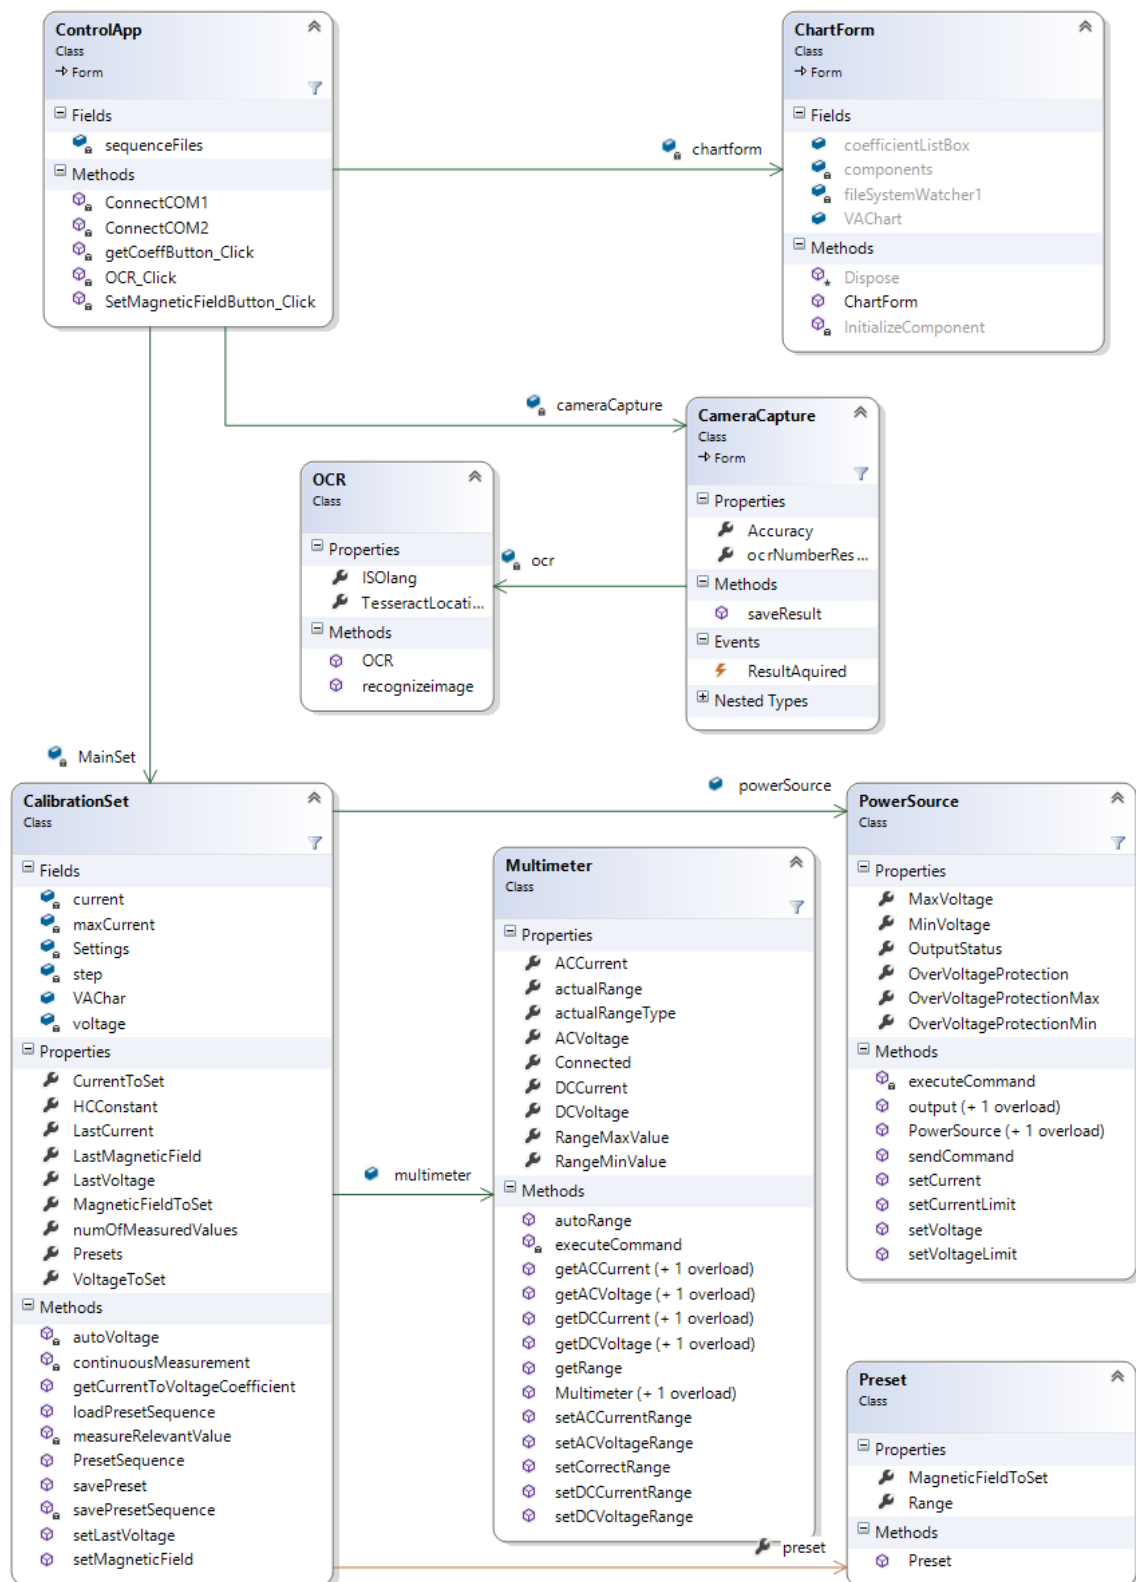 ControlApp
Class
Form
Fields
sequenceFiles
Methods
ConnectCOM1
ConnectCOM2
getCoeffButton_Click
OCR_Click
SetMagneticFieldButton_Click
chartform
ChartForm
Class
Form
Fields
coefficientListBox
components
fileSystemWatcher1
VAChart
Methods
Dispose
ChartForm
InitializeComponent
cameraCapture
CameraCapture
Class
Form
Properties
Accuracy
ocrNumberRes...
Methods
saveResult
Events
ResultAquired
Nested Types
ocr
OCR
Class
Properties
ISOlang
TesseractLocati...
Methods
OCR
recognizeimage
MainSet
CalibrationSet
Class
Fields
current
maxCurrent
Settings
step
VAChar
voltage
Properties
CurrentToSet
HCConstant
LastCurrent
LastMagneticField
LastVoltage
MagneticFieldToSet
numOfMeasuredValues
Presets
VoltageToSet
Methods
autoVoltage
continuousMeasurement
getCurrentToVoltageCoefficient
loadPresetSequence
measureRelevantValue
PresetSequence
savePreset
savePresetSequence
setLastVoltage
setMagneticField
multimeter
Multimeter
Class
Properties
ACCurrent
actualRange
actualRangeType
ACVoltage
Connected
DCCurrent
DCVoltage
RangeMaxValue
RangeMinValue
Methods
autoRange
executeCommand
getACCurrent (+ 1 overload)
getACVoltage (+ 1 overload)
getDCCurrent (+ 1 overload)
getDCVoltage (+ 1 overload)
getRange
Multimeter (+ 1 overload)
setACCurrentRange
setACVoltageRange
setCorrectRange
setDCCurrentRange
setDCVoltageRange
powerSource
PowerSource
Class
Properties
MaxVoltage
MinVoltage
OutputStatus
OverVoltageProtection
OverVoltageProtectionMax
OverVoltageProtectionMin
Methods
executeCommand
output (+ 1 overload)
PowerSource (+ 1 overload)
sendCommand
setCurrent
setCurrentLimit
setVoltage
setVoltageLimit
preset
Preset
Class
Properties
MagneticFieldToSet
Range
Methods
Preset